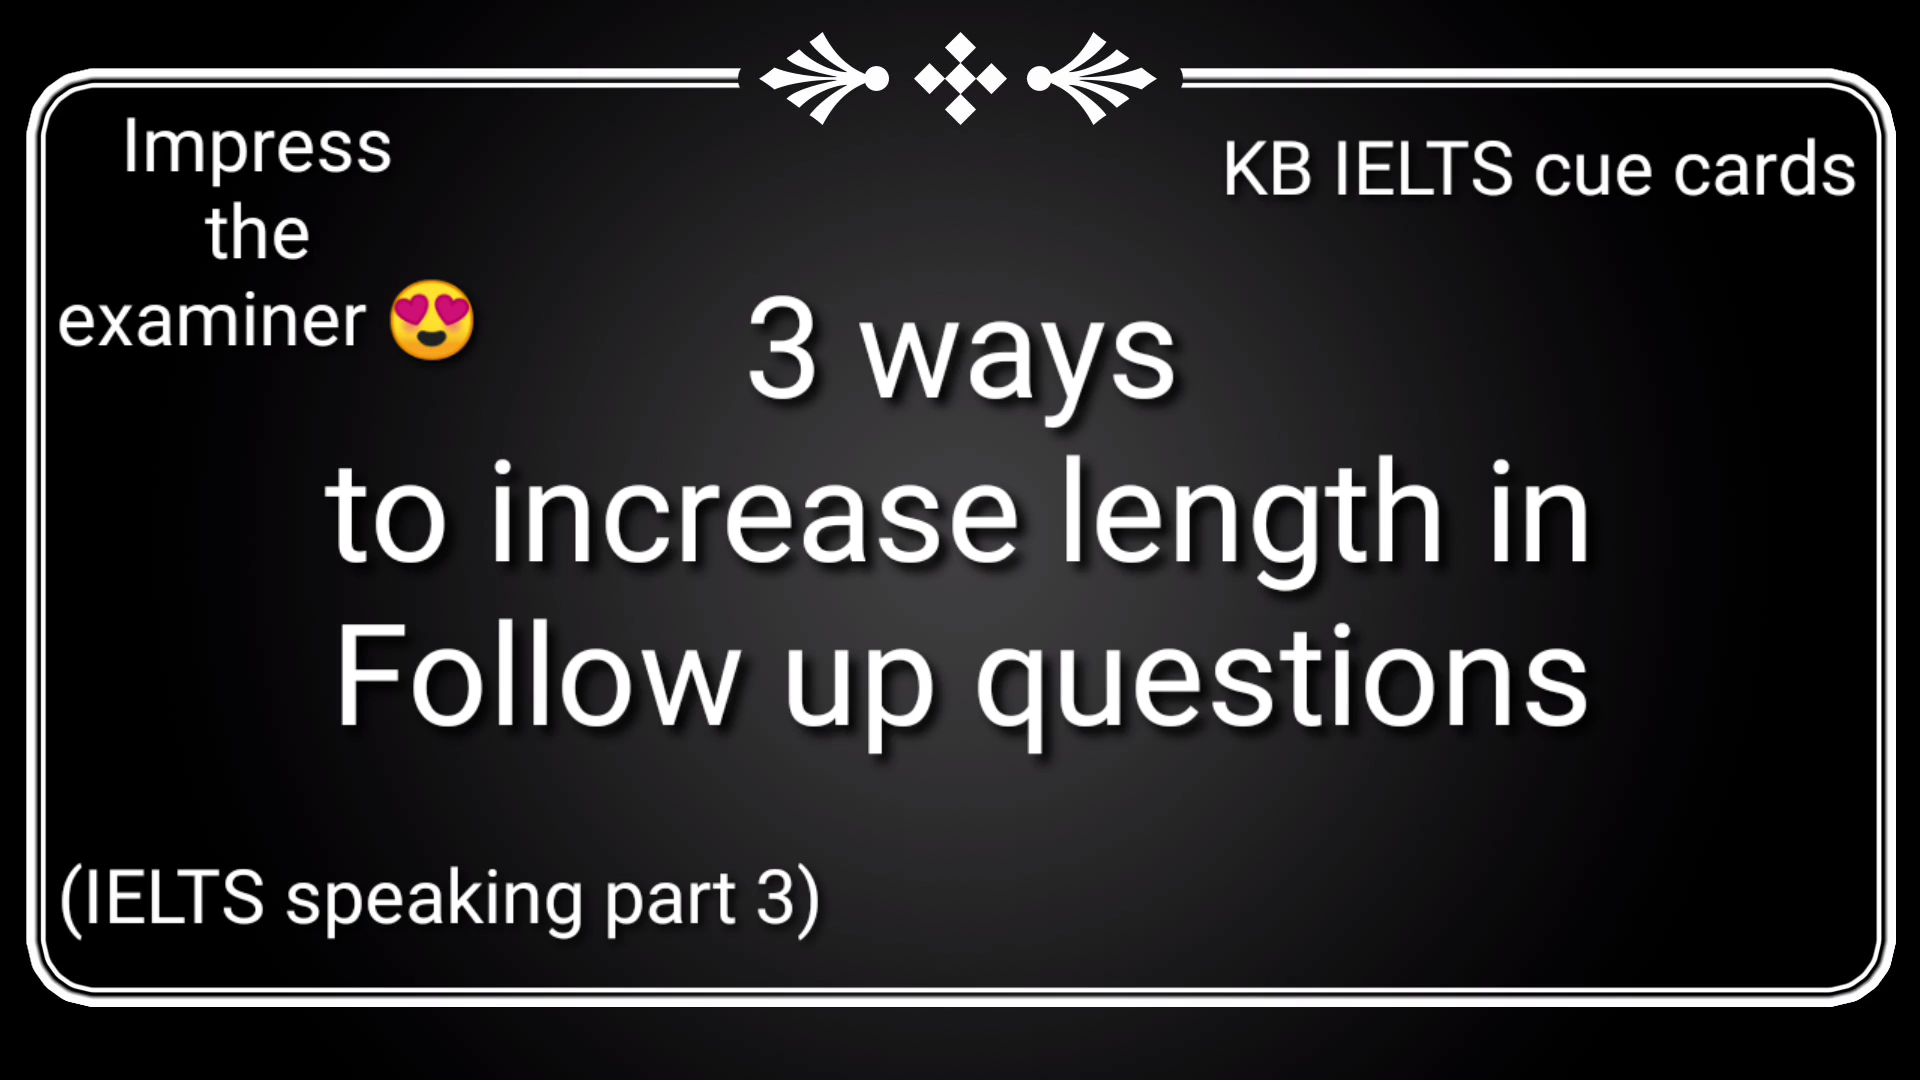 Impress
the
examiner 😍
KB IELTS cue cards
3 ways
to increase length in
Follow up questions
(IELTS speaking part 3)